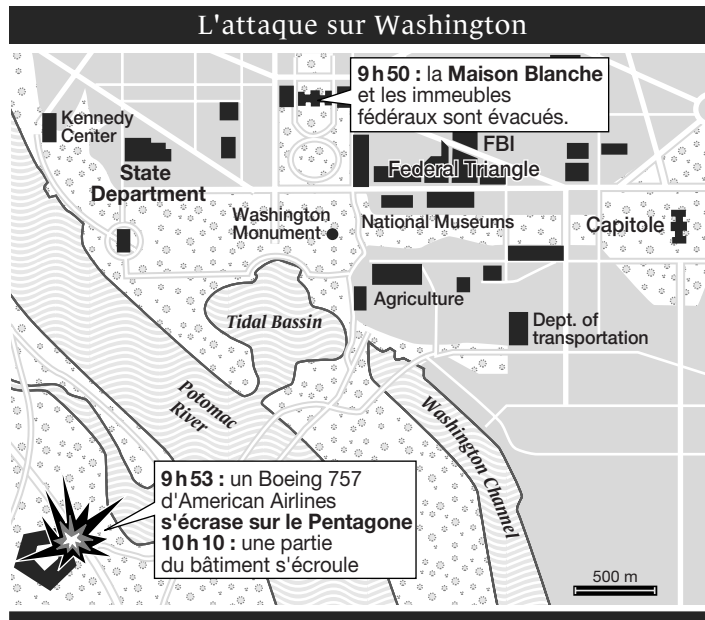 L'attaque sur Washington
9 h 50 : la Maison Blanche
et les immeubles
fédéraux sont évacués.
Kennedy
Center
State
Department
FBI
Federal Triangle
Washington
Monument
National Museums
Capitole
Agriculture
Tidal Bassin
Dept. of
transportation
Potomac
River
Washington Channel
9 h 53 : un Boeing 757
d'American Airlines
s'écrase sur le Pentagone
10 h 10 : une partie
du bâtiment s'écroule
500 m